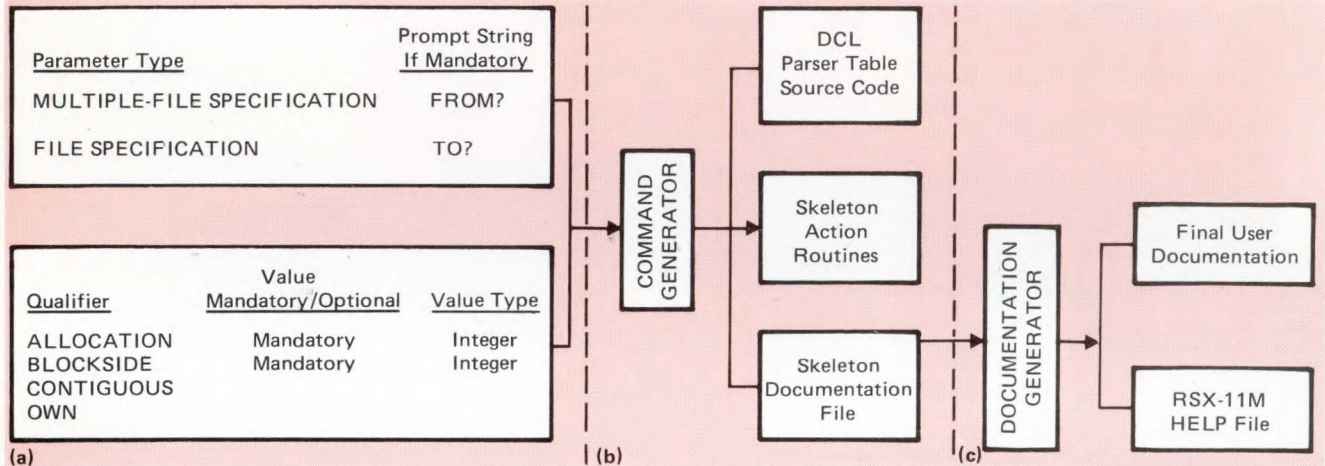 Prompt String
Parameter Type If Mandatory
MULTIPLE-FILE SPECIFICATION FROM?
FILE SPECIFICATION TO?
Value
Qualifier Mandatory/Optional Value Type
ALLOCATION Mandatory Integer
BLOCKSIDE Mandatory Integer
CONTIGUOUS
OWN
(a)
COMMAND
GENERATOR
DCL
Parser Table
Source Code
Skeleton
Action
Routines
Skeleton
Documentation
File
(b)
DOCUMENTATION
GENERATOR
Final User
Documentation
RSX-11M
HELP File
(c)